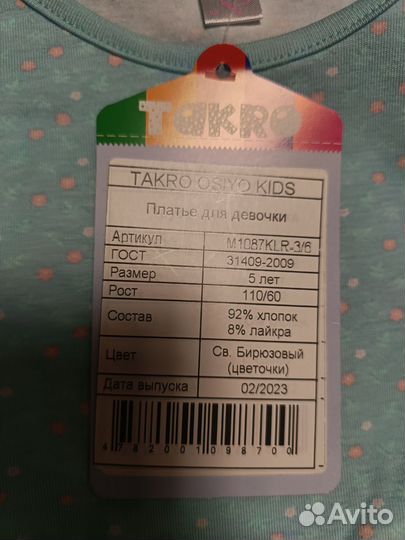 TAKRO
TAKRO OSIYO KIDS
Платье для девочки
Артикул M1087KLR-3/6
ГОСТ 31409-2009
Размер 5 лет
Рост 110/60
Состав 92% хлопок
8% лайкра
Цвет Св. Бирюзовый
(цветочки)
Дата выпуска 02/2023
4782001098700
Avito